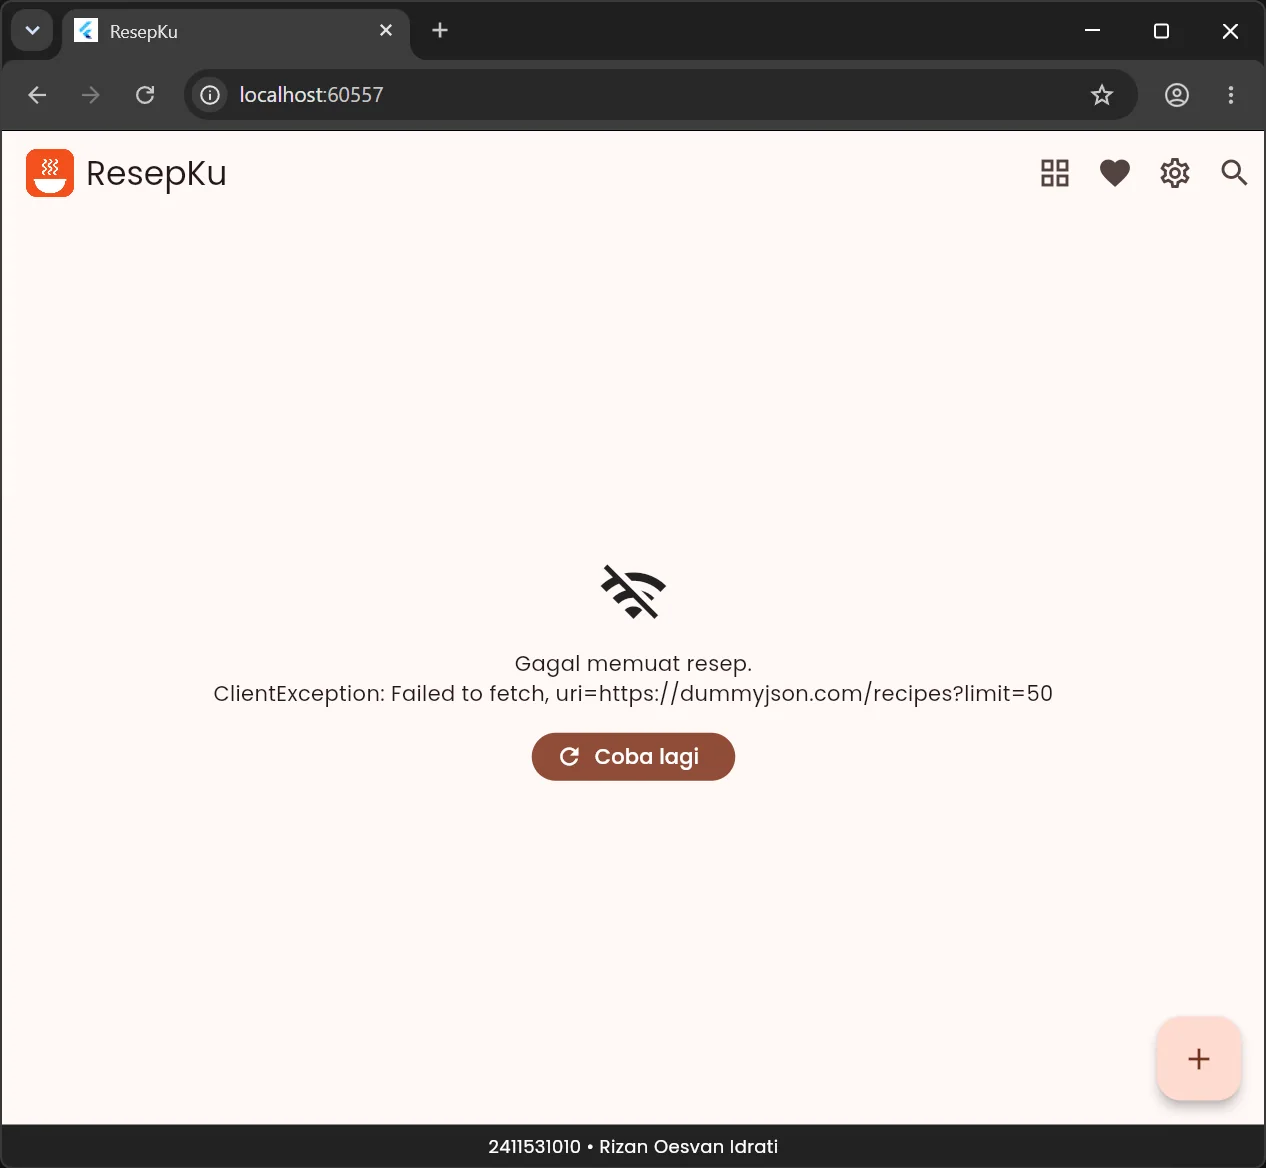 ResepKu
localhost:60557
ResepKu
Gagal memuat resep.
ClientException: Failed to fetch, uri=https://dummyjson.com/recipes?limit=50
Coba lagi
2411531010 • Rizan Oesvan Idrati